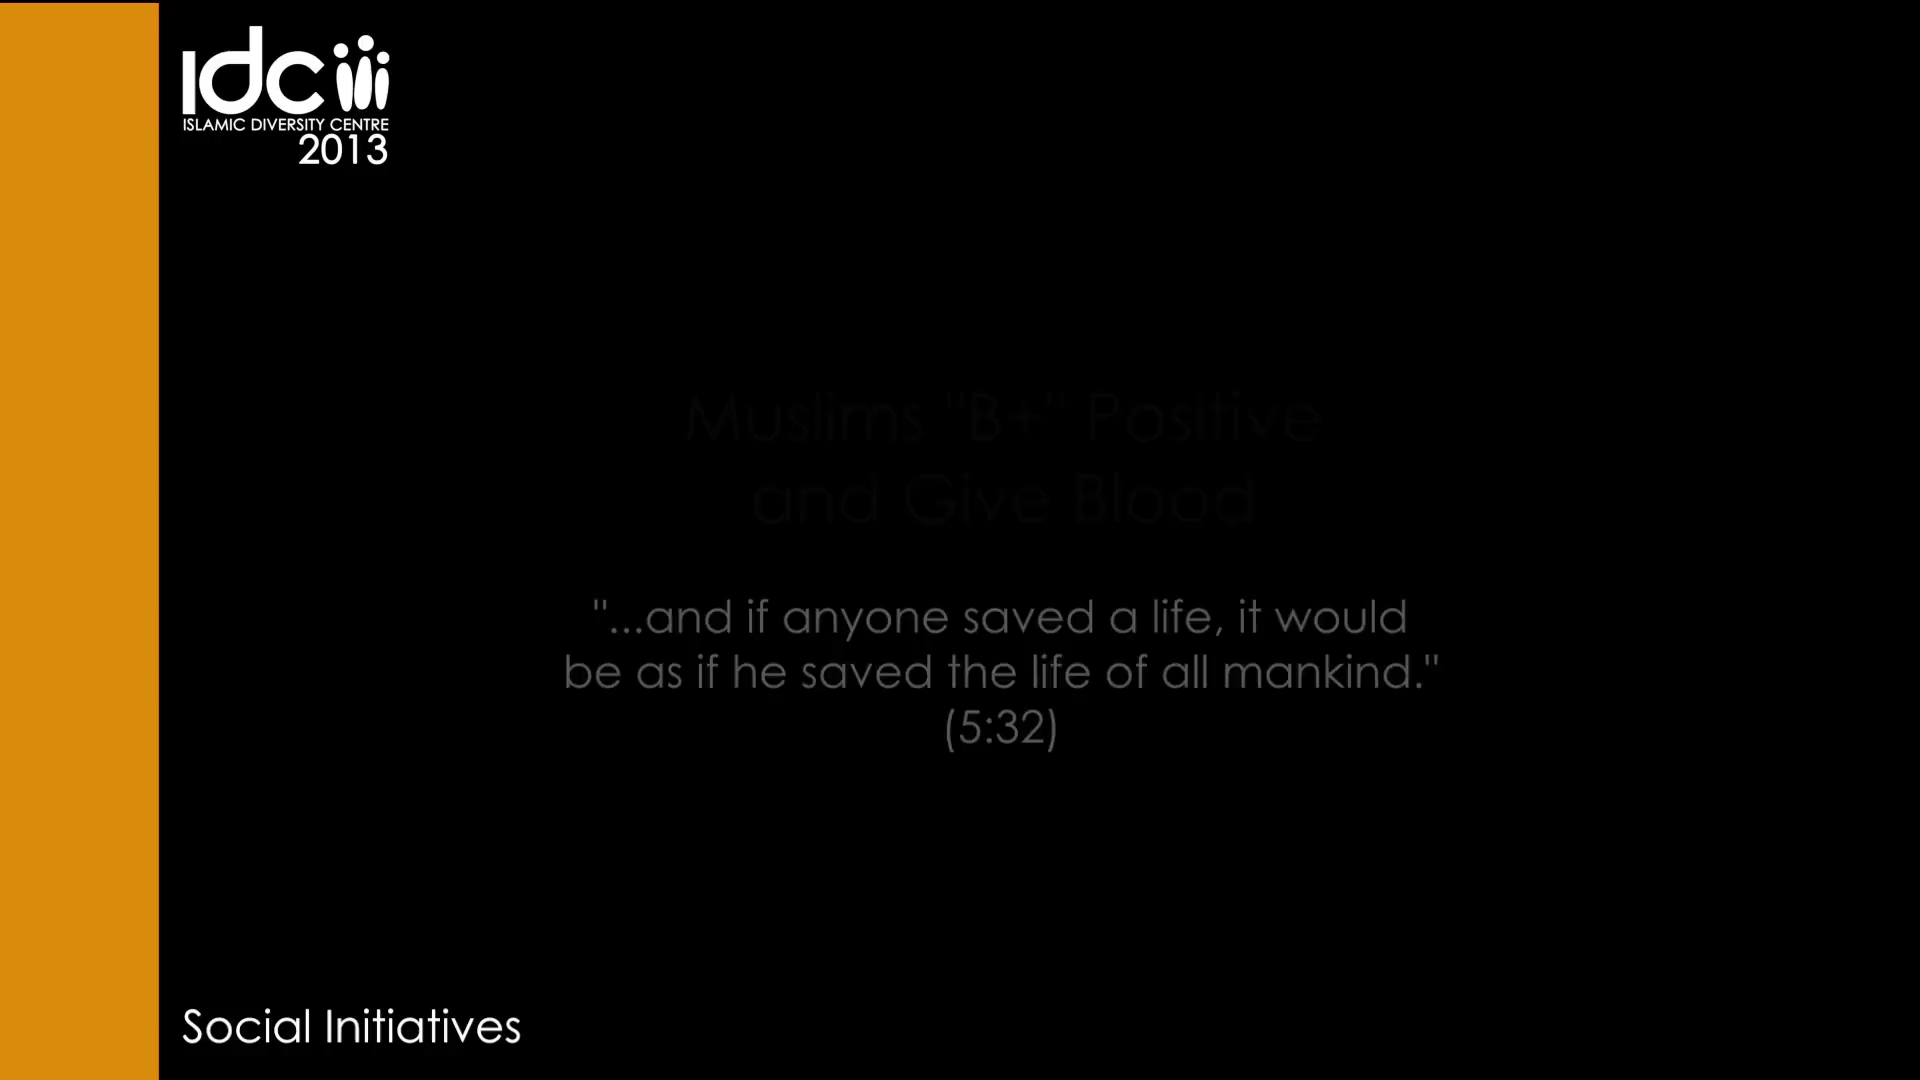 idc
ISLAMIC DIVERSITY CENTRE
2013
Muslims "B+" Positive
and Give Blood
"...and if anyone saved a life, it would
be as if he saved the life of all mankind."
(5:32)
Social Initiatives